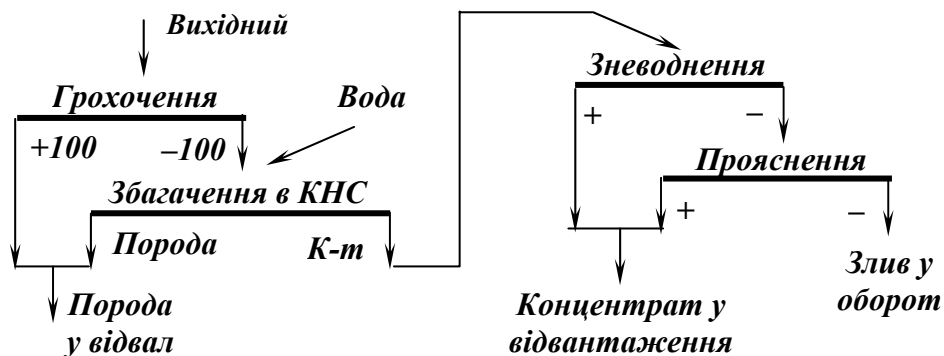 Вихідний
Грохочення
Вода
+100
–100
Збагачення в КНС
Порода
К-т
Порода
у відвал
Зневоднення
+
–
Прояснення
+
–
Концентрат у
відвантаження
Злив у
оборот